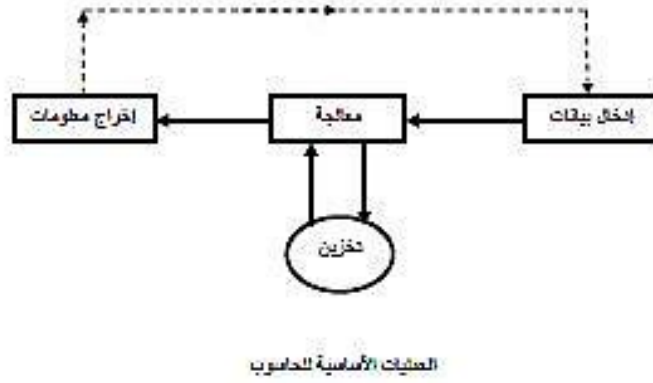 إدخال بيانات
معالجة
إخراج معلومات
تخزين
العمليات الأساسية للحاسوب